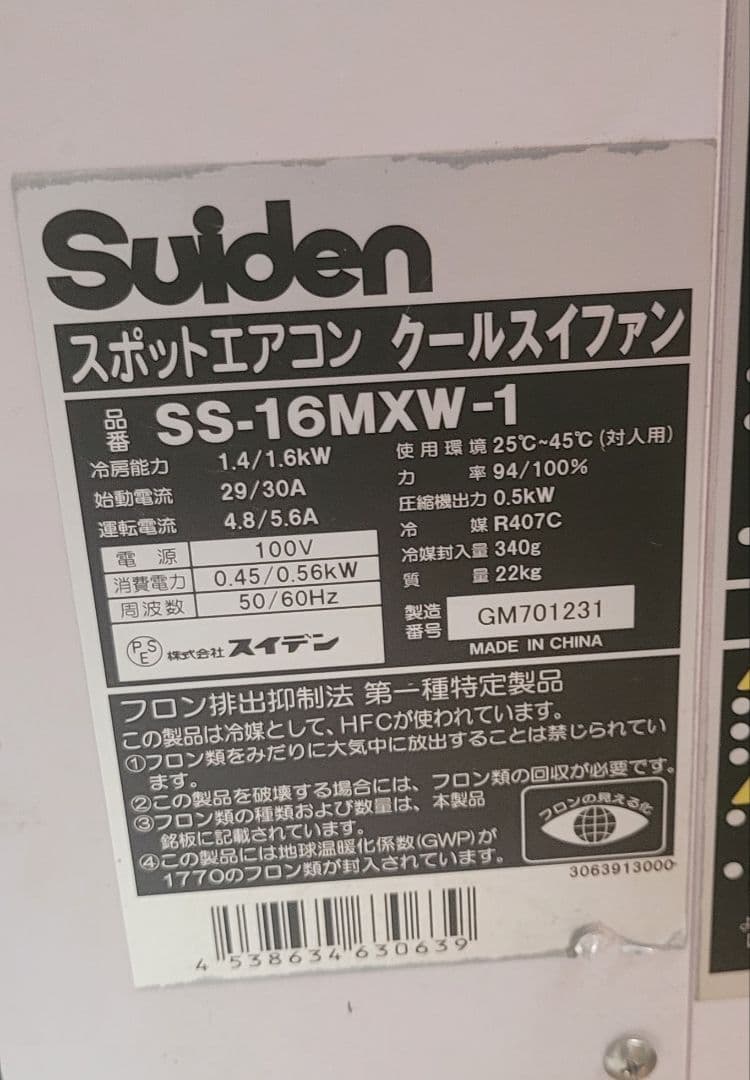 Suiden
スポットエアコン クールスイファン
品番 SS-16MXW-1
冷房能力 1.4/1.6kW
始動電流 29/30A
運転電流 4.8/5.6A
電源 100V
消費電力 0.45/0.56kW
周波数 50/60Hz
使用環境 25℃~45℃(対人用)
力率 94/100%
圧縮機出力 0.5kW
冷媒 R407C
冷媒封入量 340g
質量 22kg
製造番号 GM701231
MADE IN CHINA
PSE 株式会社 スイデン
フロン排出抑制法 第一種特定製品
この製品は冷媒として、HFCが使われています。
①フロン類をみだりに大気中に放出することは禁じられてい
ます。
②この製品を破壊する場合には、フロン類の回収が必要です。
③フロン類の種類および数量は、本製品
銘板に記載されています。
④この製品には地球温暖化係数(GWP)が
1770のフロン類が封入されています。
フロンの見える化
3063913000
4 538634 630639